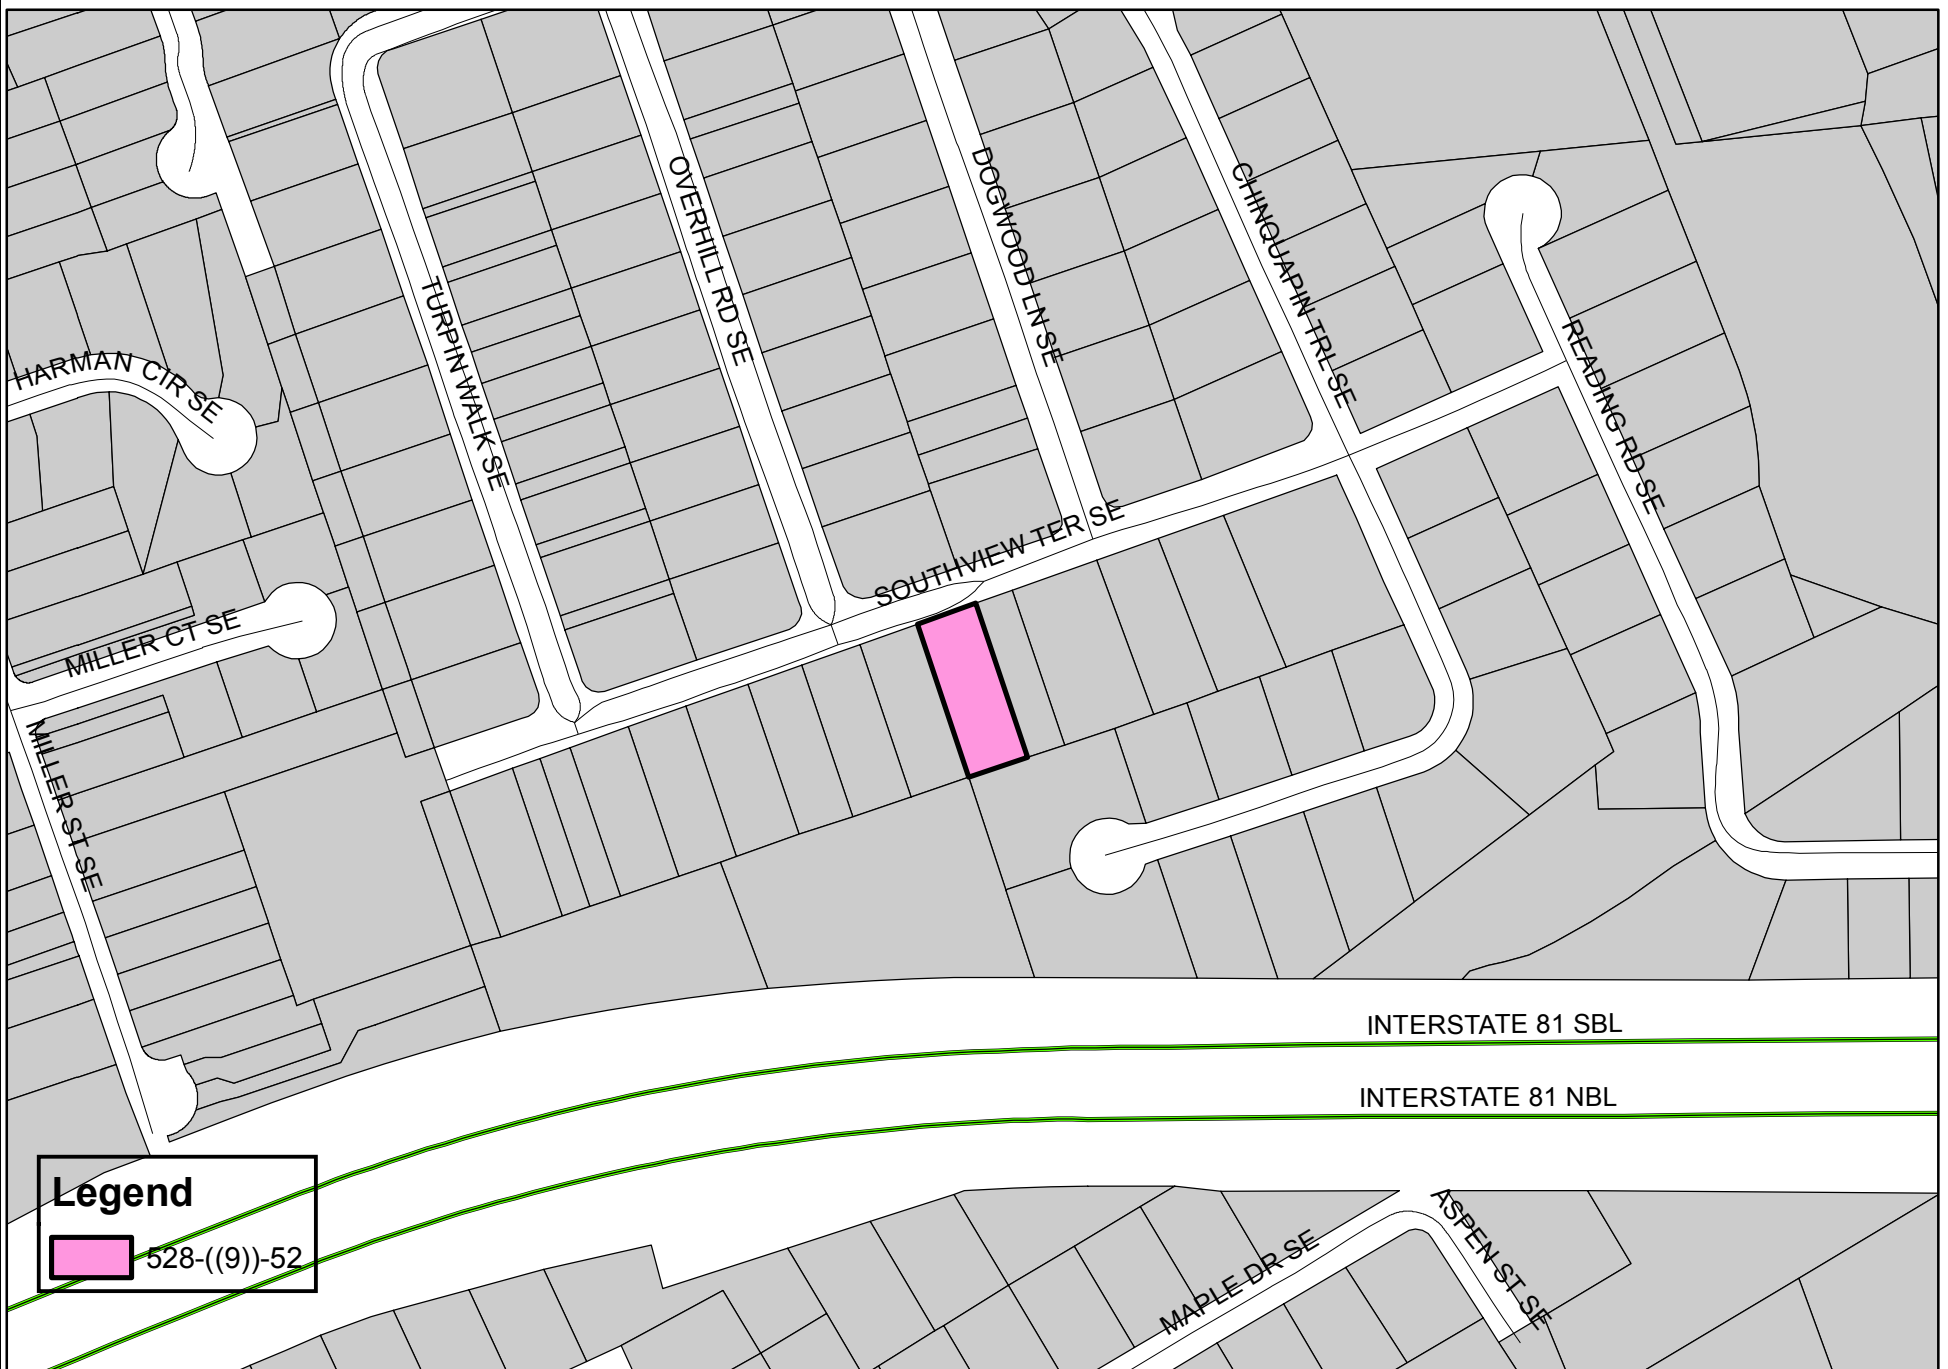 OVERHILL RD SE
DOGWOOD LN SE
CHINQUAPIN TRL SE
TURPIN WALK SE
READING RD SE
HARMAN CIR SE
SOUTHVIEW TER SE
MILLER CT SE
MILLER ST SE
INTERSTATE 81 SBL
INTERSTATE 81 NBL
Legend
528-((9))-52
MAPLE DR SE
ASPEN ST SE